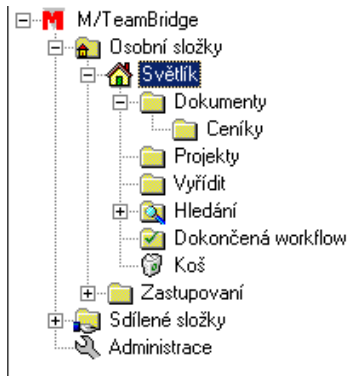 M/TeamBridge
Osobní složky
Světlík
Dokumenty
Ceníky
Projekty
Vyřídit
Hledání
Dokončená workflow
Koš
Zastupovaní
Sdílené složky
Administrace